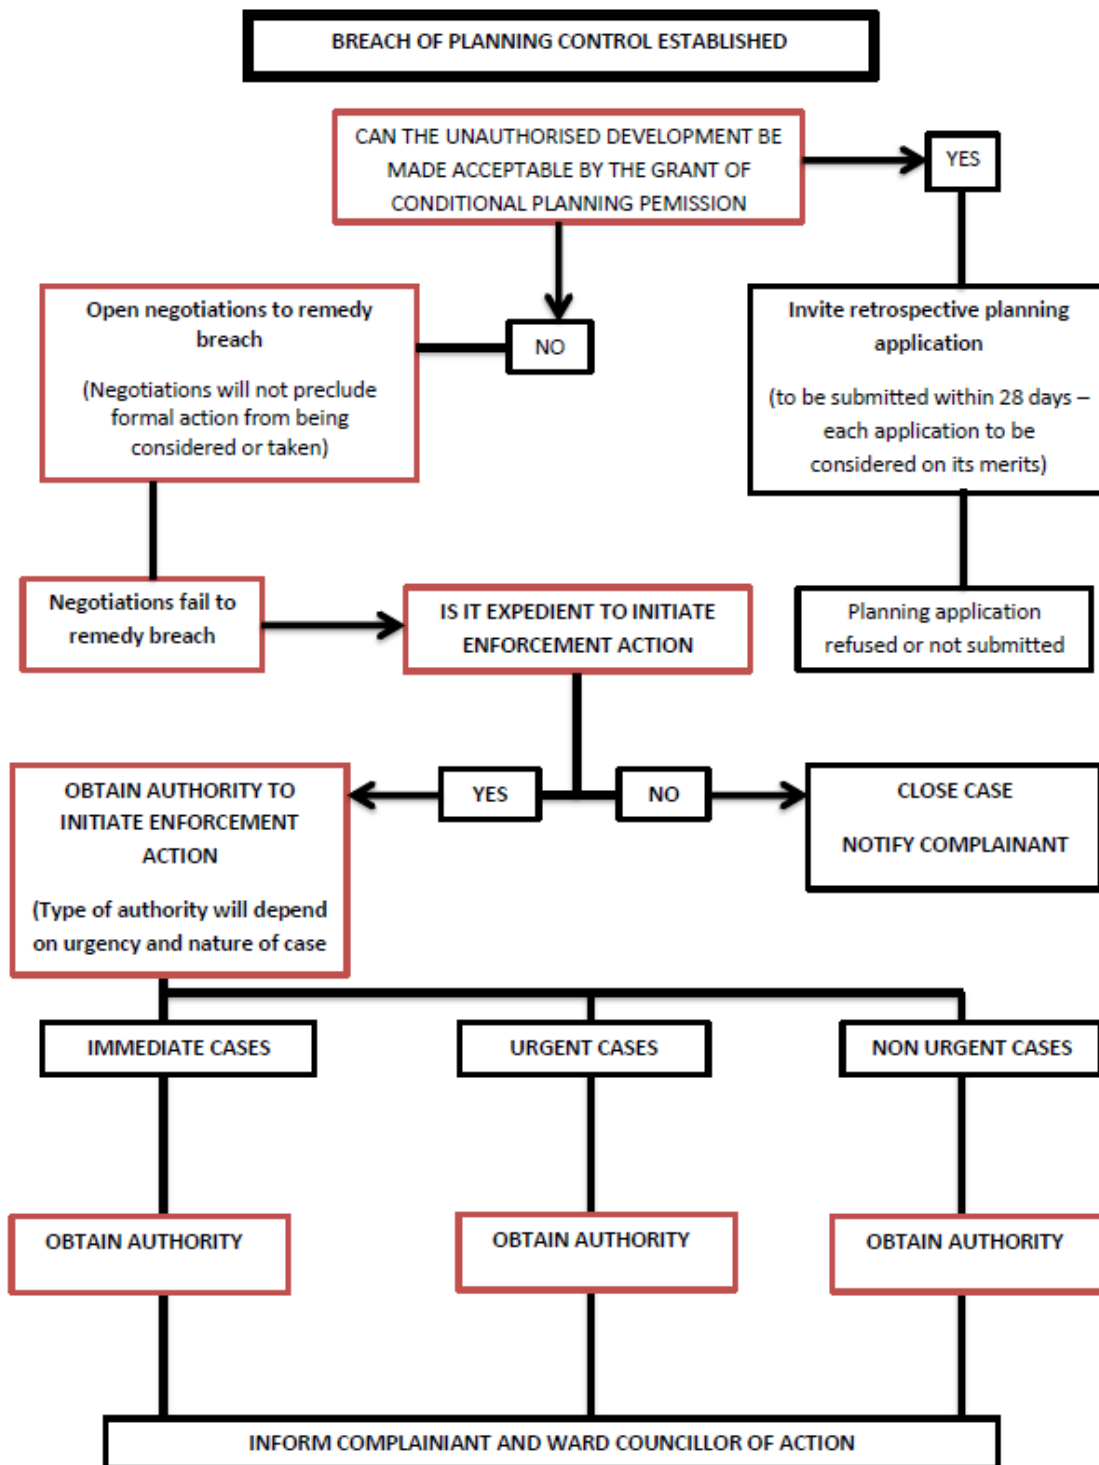 BREACH OF PLANNING CONTROL ESTABLISHED
CAN THE UNAUTHORISED DEVELOPMENT BE
MADE ACCEPTABLE BY THE GRANT OF
CONDITIONAL PLANNING PEMISSION
YES
Open negotiations to remedy
breach
(Negotiations will not preclude
formal action from being
considered or taken)
NO
Invite retrospective planning
application
(to be submitted within 28 days –
each application to be
considered on its merits)
Negotiations fail to
remedy breach
IS IT EXPEDIENT TO INITIATE
ENFORCEMENT ACTION
Planning application
refused or not submitted
OBTAIN AUTHORITY TO
INITIATE ENFORCEMENT
ACTION
(Type of authority will depend
on urgency and nature of case
YES
NO
CLOSE CASE
NOTIFY COMPLAINANT
IMMEDIATE CASES
URGENT CASES
NON URGENT CASES
OBTAIN AUTHORITY
OBTAIN AUTHORITY
OBTAIN AUTHORITY
INFORM COMPLAINIANT AND WARD COUNCILLOR OF ACTION